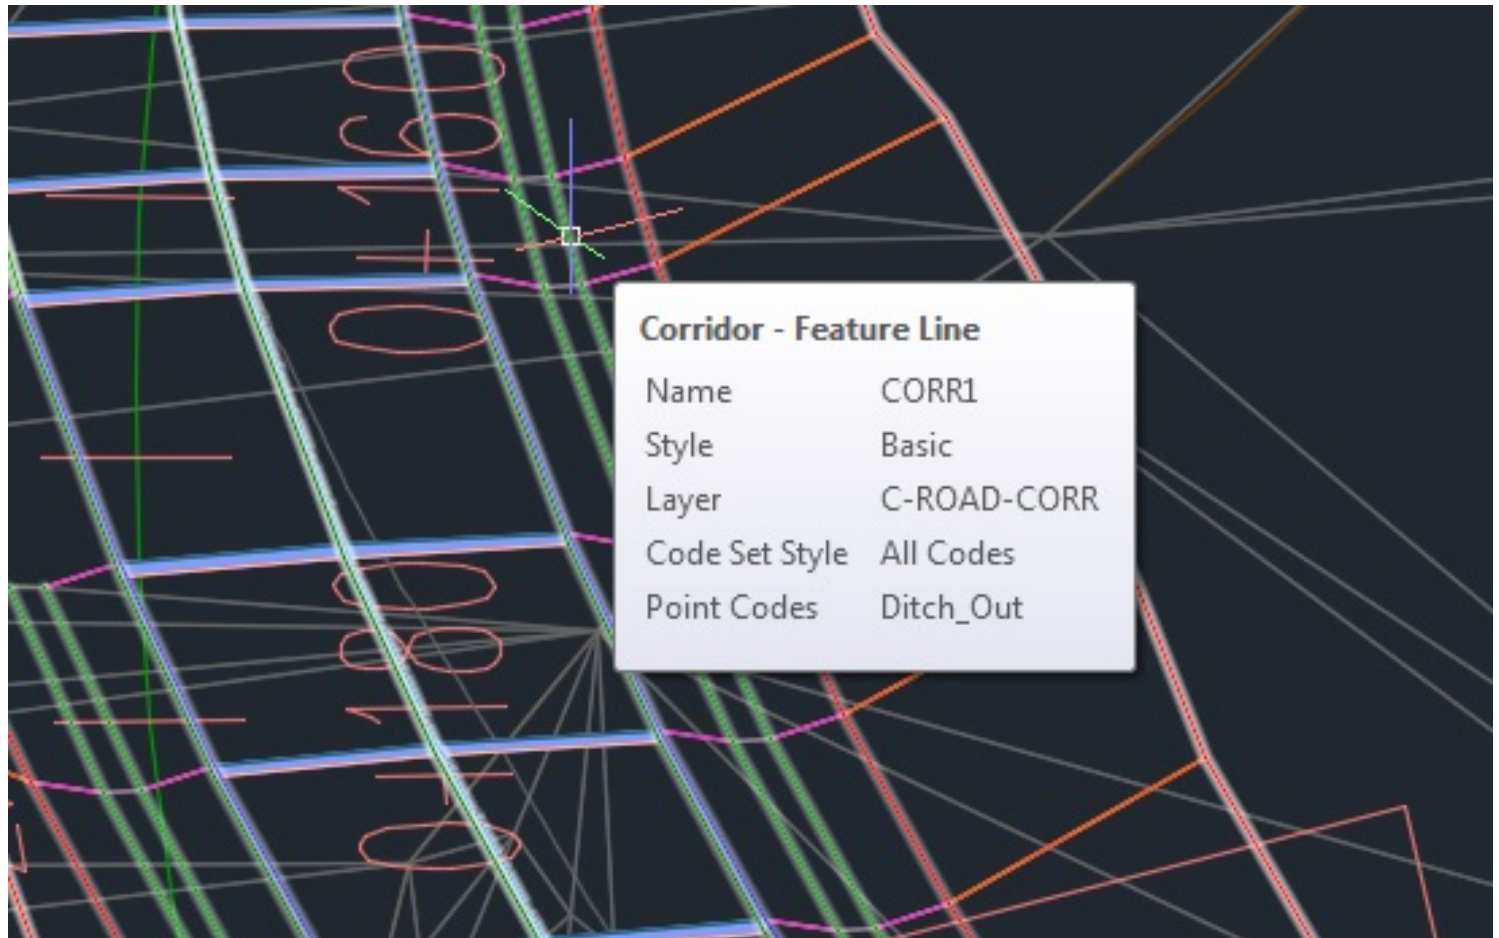 0+160
Corridor - Feature Line
Name CORR1
Style Basic
Layer C-ROAD-CORR
Code Set Style All Codes
Point Codes Ditch_Out
0+180